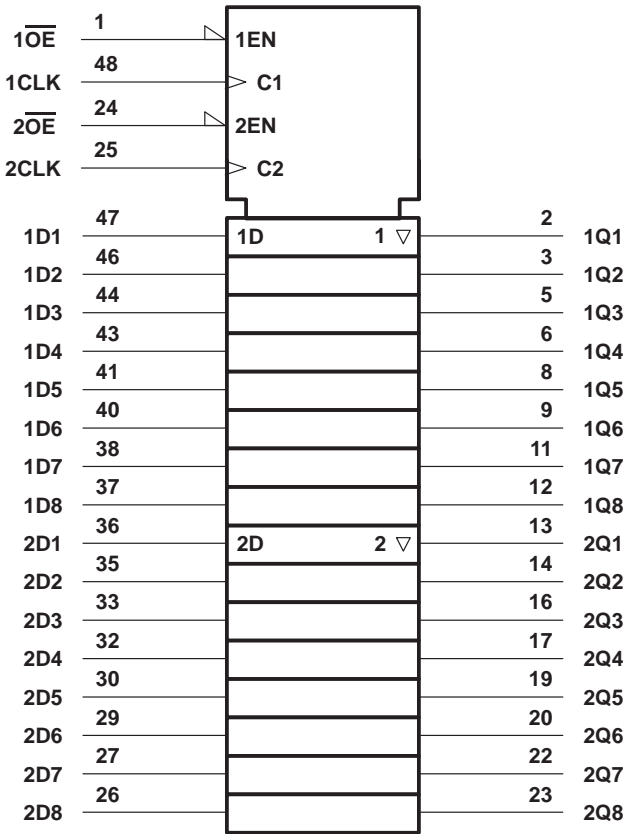 1O̅E̅ 1 1EN
1CLK 48 C1
2O̅E̅ 24 2EN
2CLK 25 C2
1D1 47 1D 1 ▽ 2 1Q1
1D2 46 3 1Q2
1D3 44 5 1Q3
1D4 43 6 1Q4
1D5 41 8 1Q5
1D6 40 9 1Q6
1D7 38 11 1Q7
1D8 37 12 1Q8
2D1 36 2D 2 ▽ 13 2Q1
2D2 35 14 2Q2
2D3 33 16 2Q3
2D4 32 17 2Q4
2D5 30 19 2Q5
2D6 29 20 2Q6
2D7 27 22 2Q7
2D8 26 23 2Q8